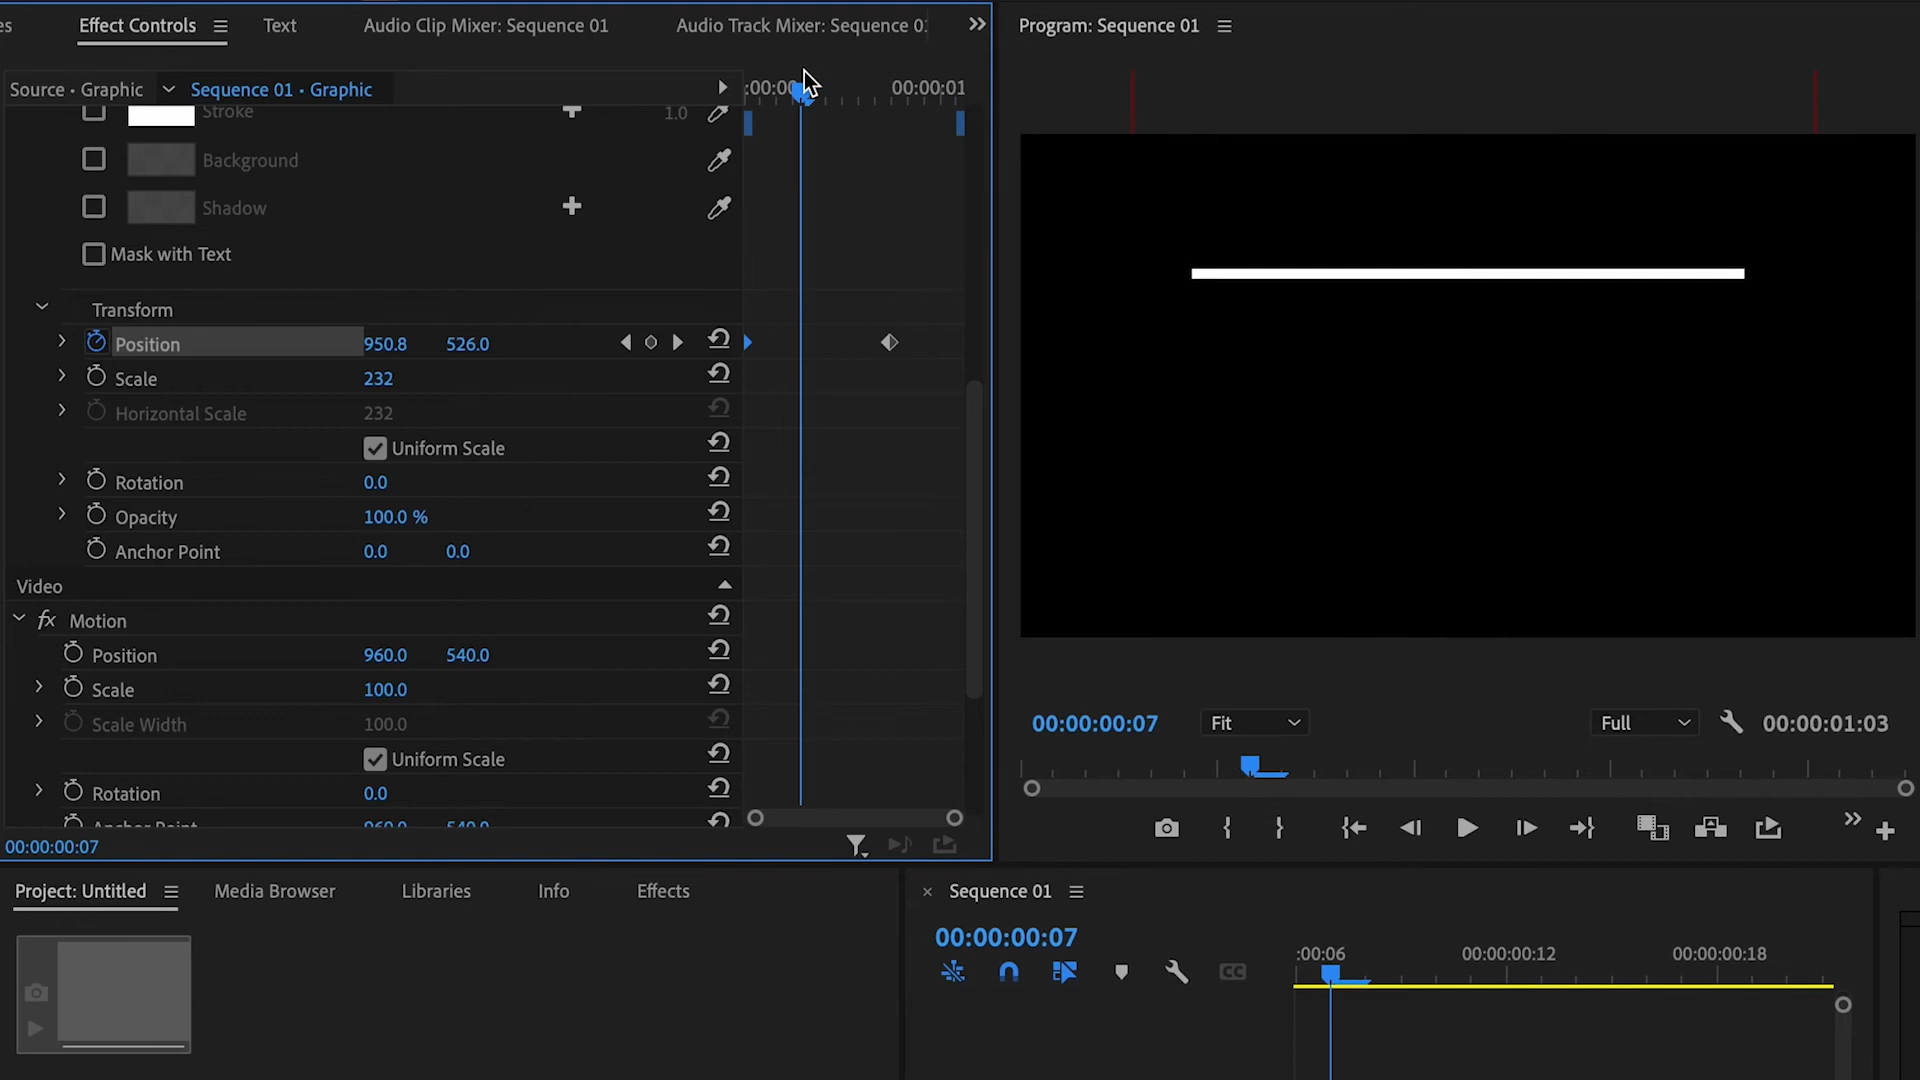 es
Effect Controls
Text
Audio Clip Mixer: Sequence 01
Audio Track Mixer: Sequence 0
Program: Sequence 01
Source • Graphic
Sequence 01 • Graphic
:00:00
00:00:01
Stroke
1.0
Background
Shadow
Mask with Text
Transform
Position 950.8 526.0
Scale 232
Horizontal Scale 232
Uniform Scale
Rotation 0.0
Opacity 100.0 %
Anchor Point 0.0 0.0
Video
fx Motion
Position 960.0 540.0
Scale 100.0
Scale Width 100.0
Uniform Scale
Rotation 0.0
Anchor Point 960.0 540.0
00:00:00:07
00:00:00:07
Fit
Full
00:00:01:03
Project: Untitled
Media Browser
Libraries
Info
Effects
× Sequence 01
00:00:00:07
CC
:00:06
00:00:00:12
00:00:00:18